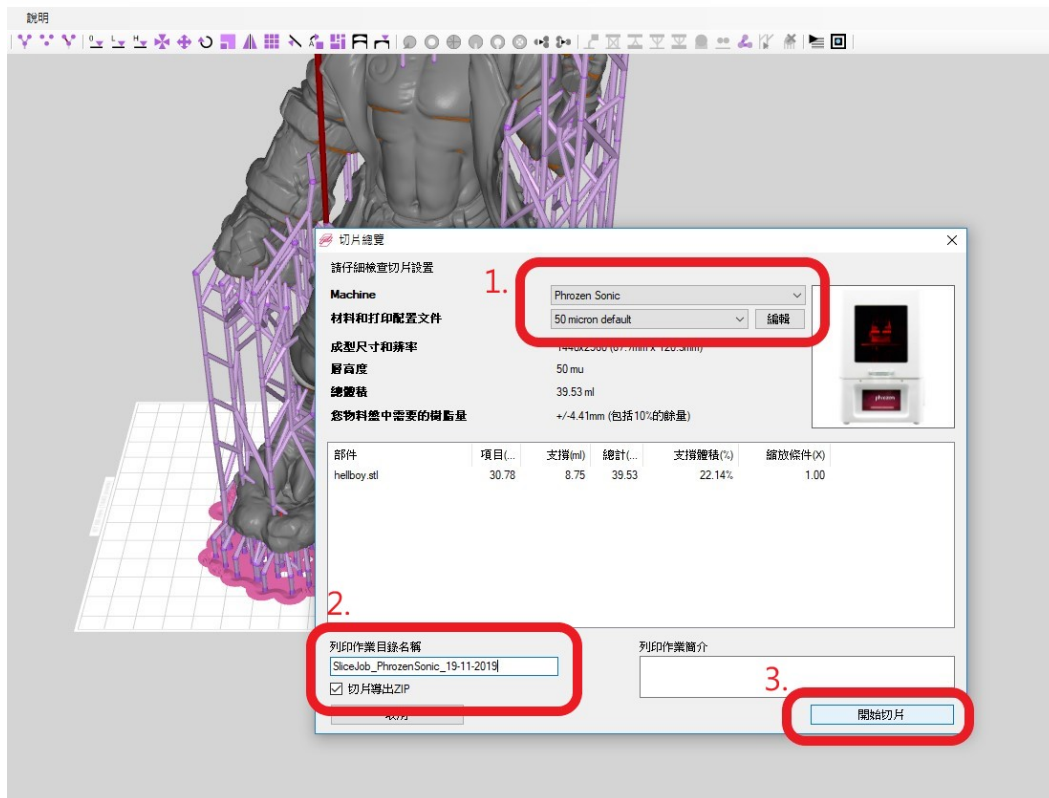 說明
切片總覽
請仔細檢查切片設置
1.
Machine Phrozen Sonic
材料和打印配置文件 50 micron default 編輯
成型尺寸和解率
層高度 50 mu
總體積 39.53 ml
您物料盤中需要的樹脂量 +/-4.41mm (包括10%的餘量)
phrozen
部件 項目(... 支撐(ml) 總計(... 支撐體積(%) 縮放條件(X)
hellboy.stl 30.78 8.75 39.53 22.14% 1.00
2.
列印作業目錄名稱 列印作業簡介
SliceJob_PhrozenSonic_19-11-2019
切片導出ZIP
3.
取消 開始切片